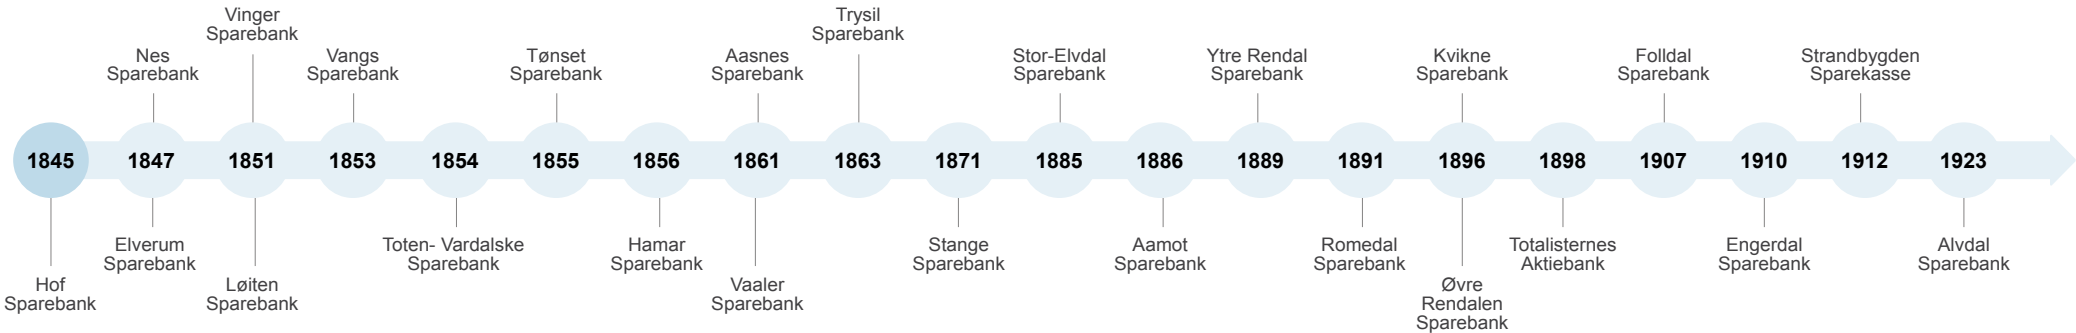 Vinger
Sparebank
Trysil
Sparebank
Nes
Sparebank
Vangs
Sparebank
Tønset
Sparebank
Aasnes
Sparebank
Stor-Elvdal
Sparebank
Ytre Rendal
Sparebank
Kvikne
Sparebank
Folldal
Sparebank
Strandbygden
Sparekasse
1845
1847
1851
1853
1854
1855
1856
1861
1863
1871
1885
1886
1889
1891
1896
1898
1907
1910
1912
1923
Elverum
Sparebank
Toten- Vardalske
Sparebank
Hamar
Sparebank
Stange
Sparebank
Aamot
Sparebank
Romedal
Sparebank
Totalisternes
Aktiebank
Engerdal
Sparebank
Alvdal
Sparebank
Hof
Sparebank
Løiten
Sparebank
Vaaler
Sparebank
Øvre
Rendalen
Sparebank